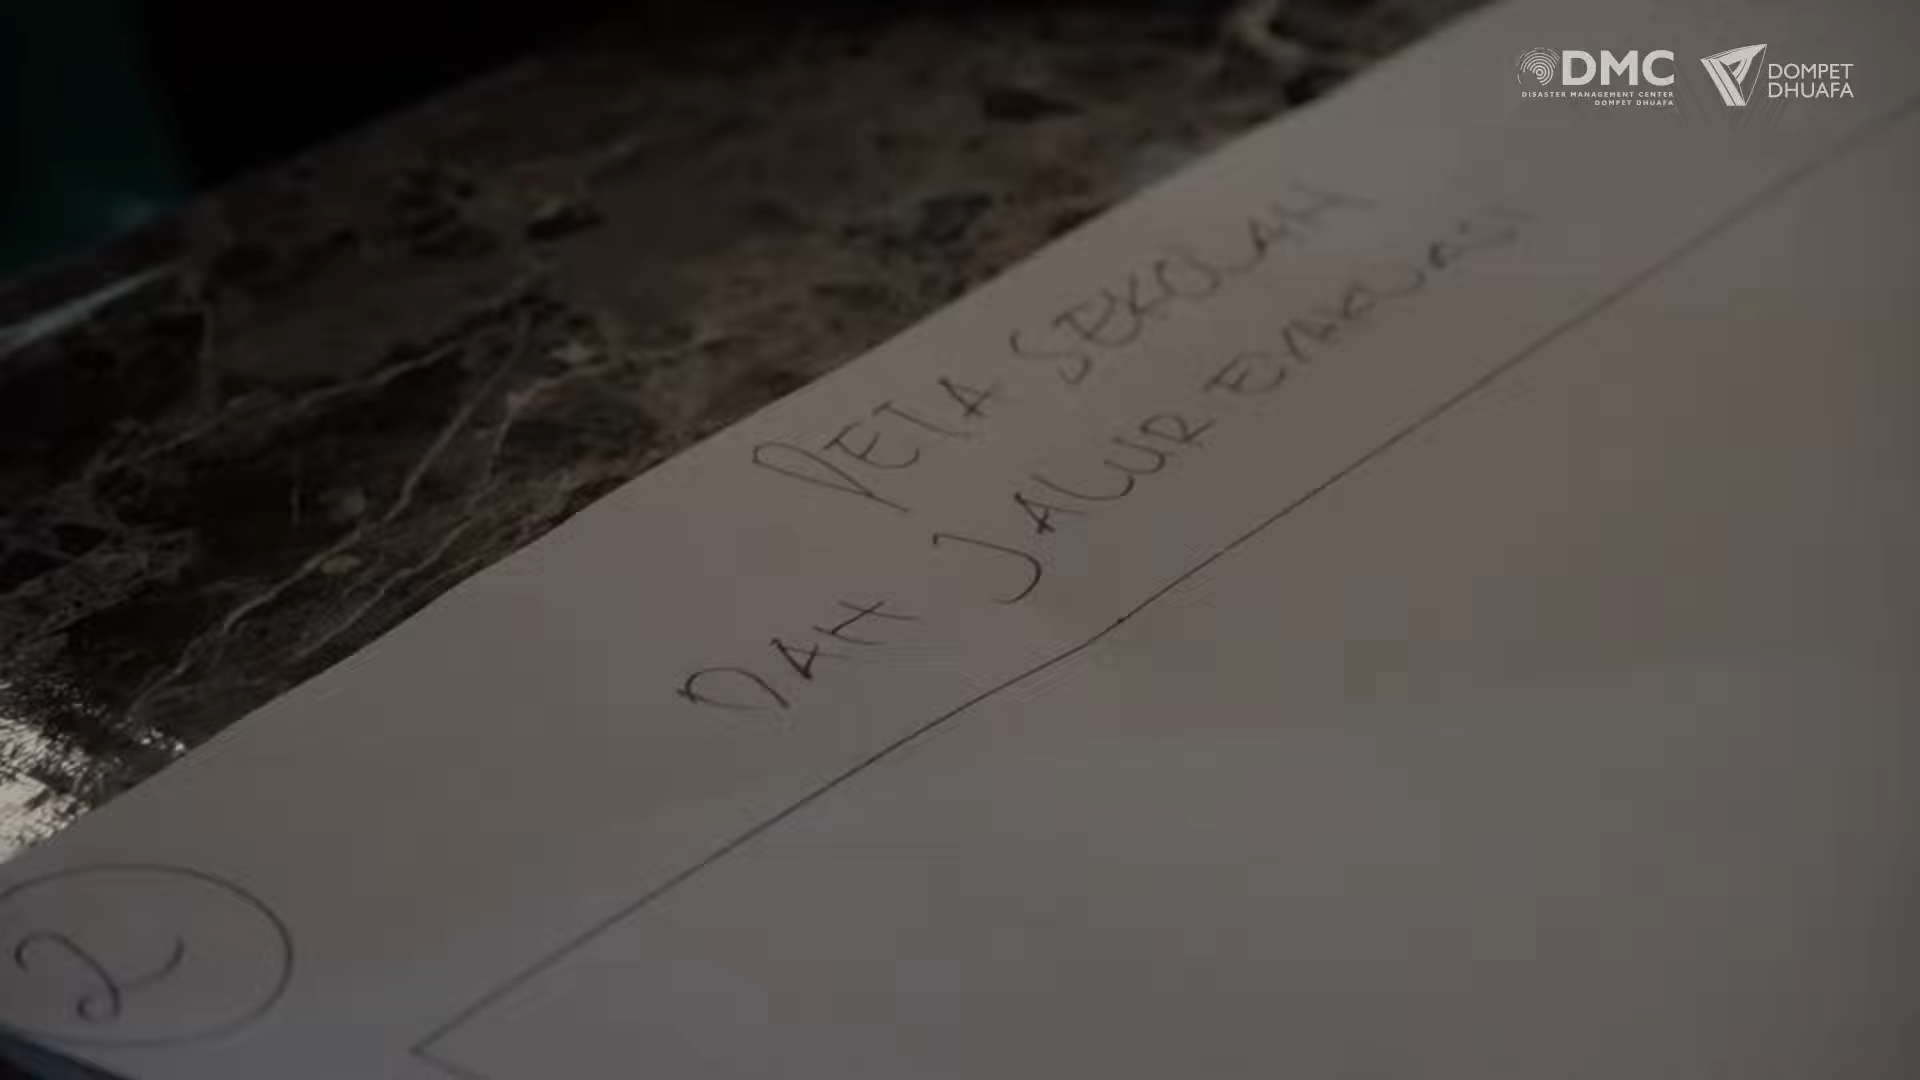 DMC
DISASTER MANAGEMENT CENTER
DOMPET DHUAFA
DOMPET
DHUAFA
PETA SEKOLAH
DAN JALUR EVAKUASI
2